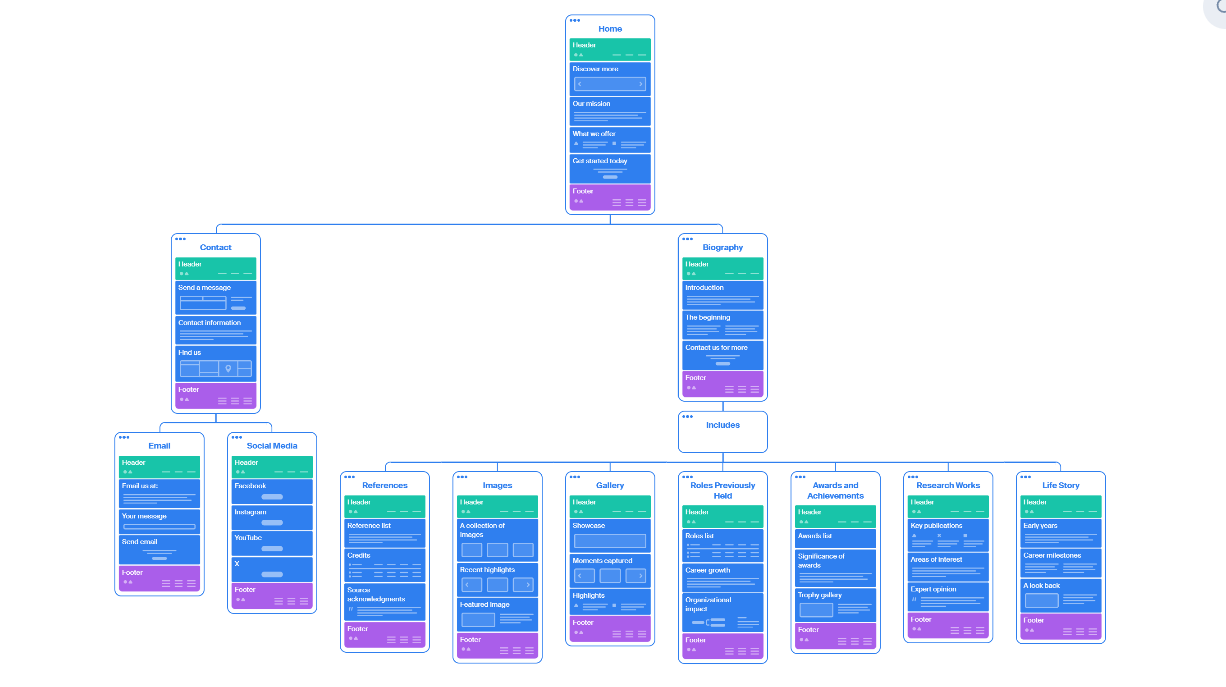 Home
Header
Discover more
Our mission
What we offer
Get started today
Footer
Contact
Header
Send a message
Contact information
Find us
Footer
Biography
Header
Introduction
The beginning
Contact us for more
Footer
Includes
Email
Header
Email us at:
Your message
Send email
Footer
Social Media
Header
Facebook
Instagram
YouTube
X
Footer
References
Header
Reference list
Credits
Source
acknowledgments
Footer
Images
Header
A collection of
images
Recent highlights
Featured image
Footer
Gallery
Header
Showcase
Moments captured
Highlights
Footer
Roles Previously
Held
Header
Roles list
Career growth
Organizational
impact
Footer
Awards and
Achievements
Header
Awards list
Significance of
awards
Trophy gallery
Footer
Research Works
Header
Key publications
Areas of interest
Expert opinion
Footer
Life Story
Header
Early years
Career milestones
A look back
Footer